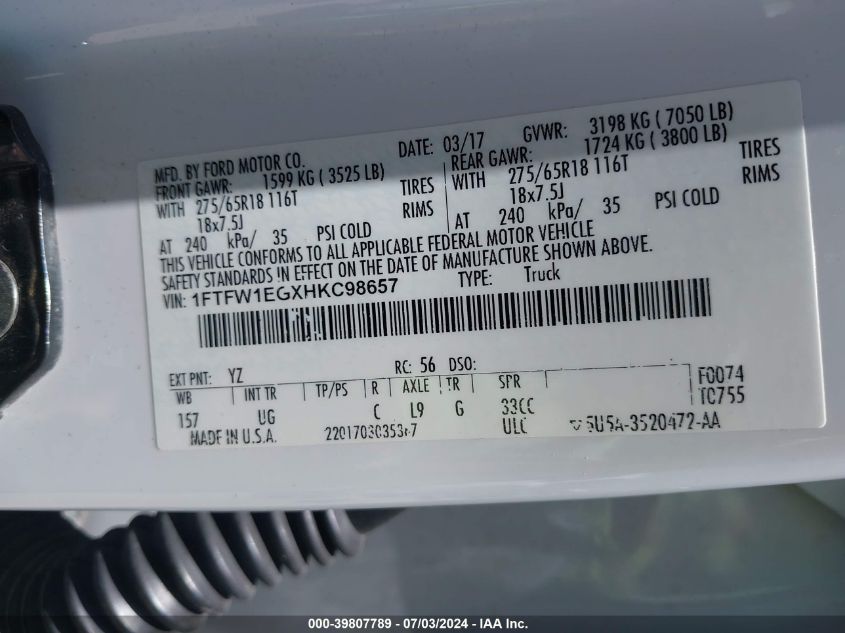 MFD. BY FORD MOTOR CO. DATE: 03/17 GVWR: 3198 KG ( 7050 LB)
FRONT GAWR: 1599 KG ( 3525 LB) REAR GAWR: 1724 KG ( 3800 LB)
WITH 275/65R18 116T TIRES WITH 275/65R18 116T TIRES
18x7.5J RIMS 18x7.5J RIMS
AT 240 kPa/ 35 PSI COLD AT 240 kPa/ 35 PSI COLD
THIS VEHICLE CONFORMS TO ALL APPLICABLE FEDERAL MOTOR VEHICLE
SAFETY STANDARDS IN EFFECT ON THE DATE OF MANUFACTURE SHOWN ABOVE.
VIN: 1FTFW1EGXHKC98657 TYPE: Truck
EXT PNT: YZ RC: 56 DSO:
WB INT TR TP/PS R AXLE TR SPR F0074
157 UG C L9 G 33CC TC755
MADE IN U.S.A. ULC
000-39807789 - 07/03/2024 - IAA Inc.